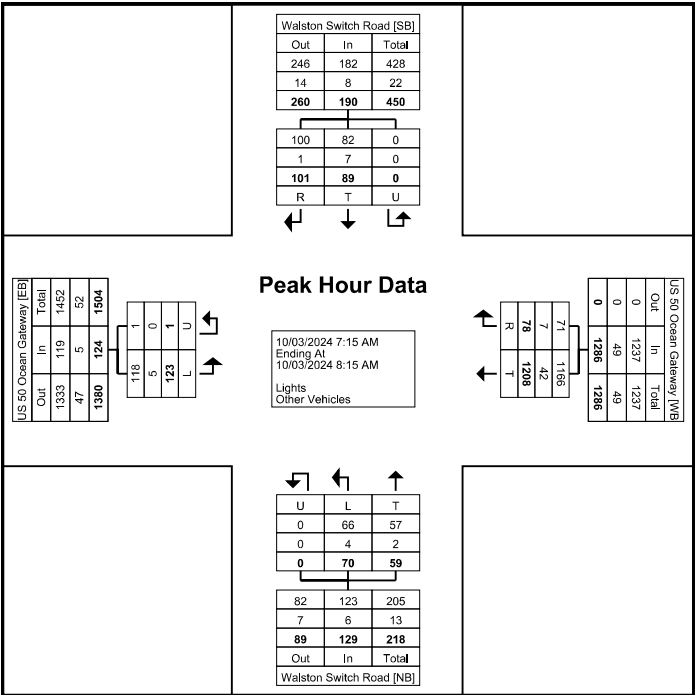 Walston Switch Road [SB]
Out In Total
246 182 428
14 8 22
260 190 450
100 82 0
1 7 0
101 89 0
R T U
Peak Hour Data
10/03/2024 7:15 AM
Ending At
10/03/2024 8:15 AM
Lights
Other Vehicles
US 50 Ocean Gateway [EB]
Out In Total
1333 119 1452
47 5 52
1380 124 1504
118 1
5 0
123 1
L U
US 50 Ocean Gateway [WB
Out In Total
0 1237 1237
0 49 49
0 1286 1286
71 1166
7 42
78 1208
R T
U L T
0 66 57
0 4 2
0 70 59
82 123 205
7 6 13
89 129 218
Out In Total
Walston Switch Road [NB]